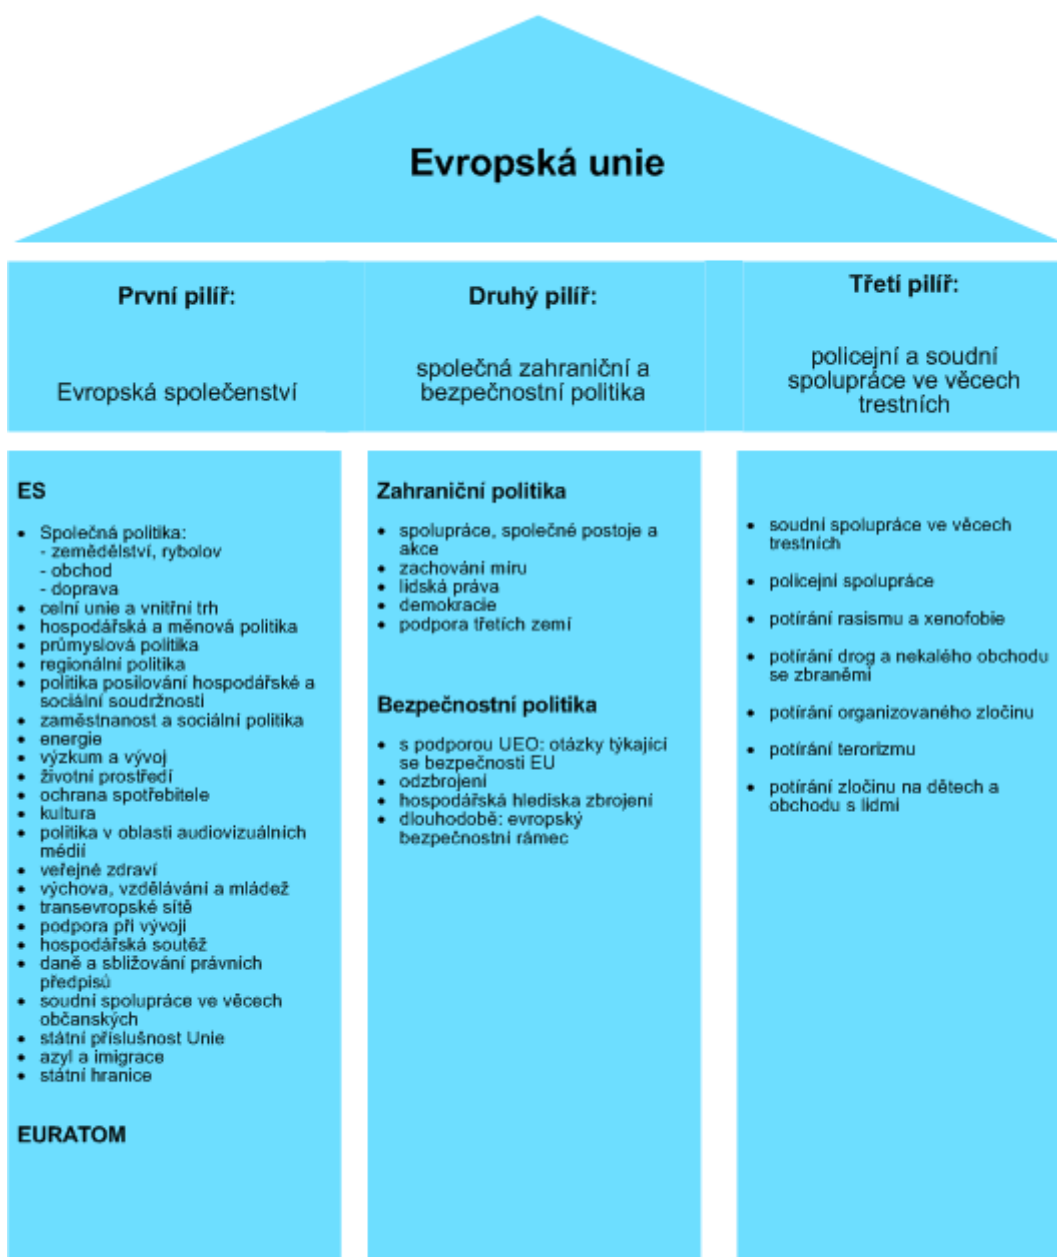 Evropská unie
První pilíř:
Evropská společenství
Druhý pilíř:
společná zahraniční a
bezpečnostní politika
Třetí pilíř:
policejní a soudní
spolupráce ve věcech
trestních
ES
• Společná politika:
- zemědělství, rybolov
- obchod
- doprava
• celní unie a vnitřní trh
• hospodářská a měnová politika
• průmyslová politika
• regionální politika
• politika posilování hospodářské a
sociální soudržnosti
• zaměstnanost a sociální politika
• energie
• výzkum a vývoj
• životní prostředí
• ochrana spotřebitele
• kultura
• politika v oblasti audiovizuálních
médií
• veřejné zdraví
• výchova, vzdělávání a mládež
• transevropské sítě
• podpora při vývoji
• hospodářská soutěž
• daně a sbližování právních
předpisů
• soudní spolupráce ve věcech
občanských
• státní příslušnost Unie
• azyl a imigrace
• státní hranice
EURATOM
Zahraniční politika
• spolupráce, společné postoje a
akce
• zachování míru
• lidská práva
• demokracie
• podpora třetích zemí
Bezpečnostní politika
• s podporou UEO: otázky týkající
se bezpečnosti EU
• odzbrojení
• hospodářská hlediska zbrojení
• dlouhodobě: evropský
bezpečnostní rámec
• soudní spolupráce ve věcech
trestních
• policejní spolupráce
• potírání rasismu a xenofobie
• potírání drog a nekalého obchodu
se zbraněmi
• potírání organizovaného zločinu
• potírání terorizmu
• potírání zločinu na dětech a
obchodu s lidmi